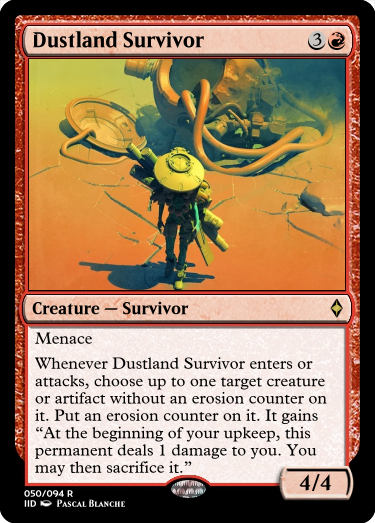 Dustland Survivor 3
Creature — Survivor
Menace
Whenever Dustland Survivor enters or
attacks, choose up to one target creature
or artifact without an erosion counter on
it. Put an erosion counter on it. It gains
“At the beginning of your upkeep, this
permanent deals 1 damage to you. You
may then sacrifice it.”
4/4
050/094 R
IID Pascal Blanche